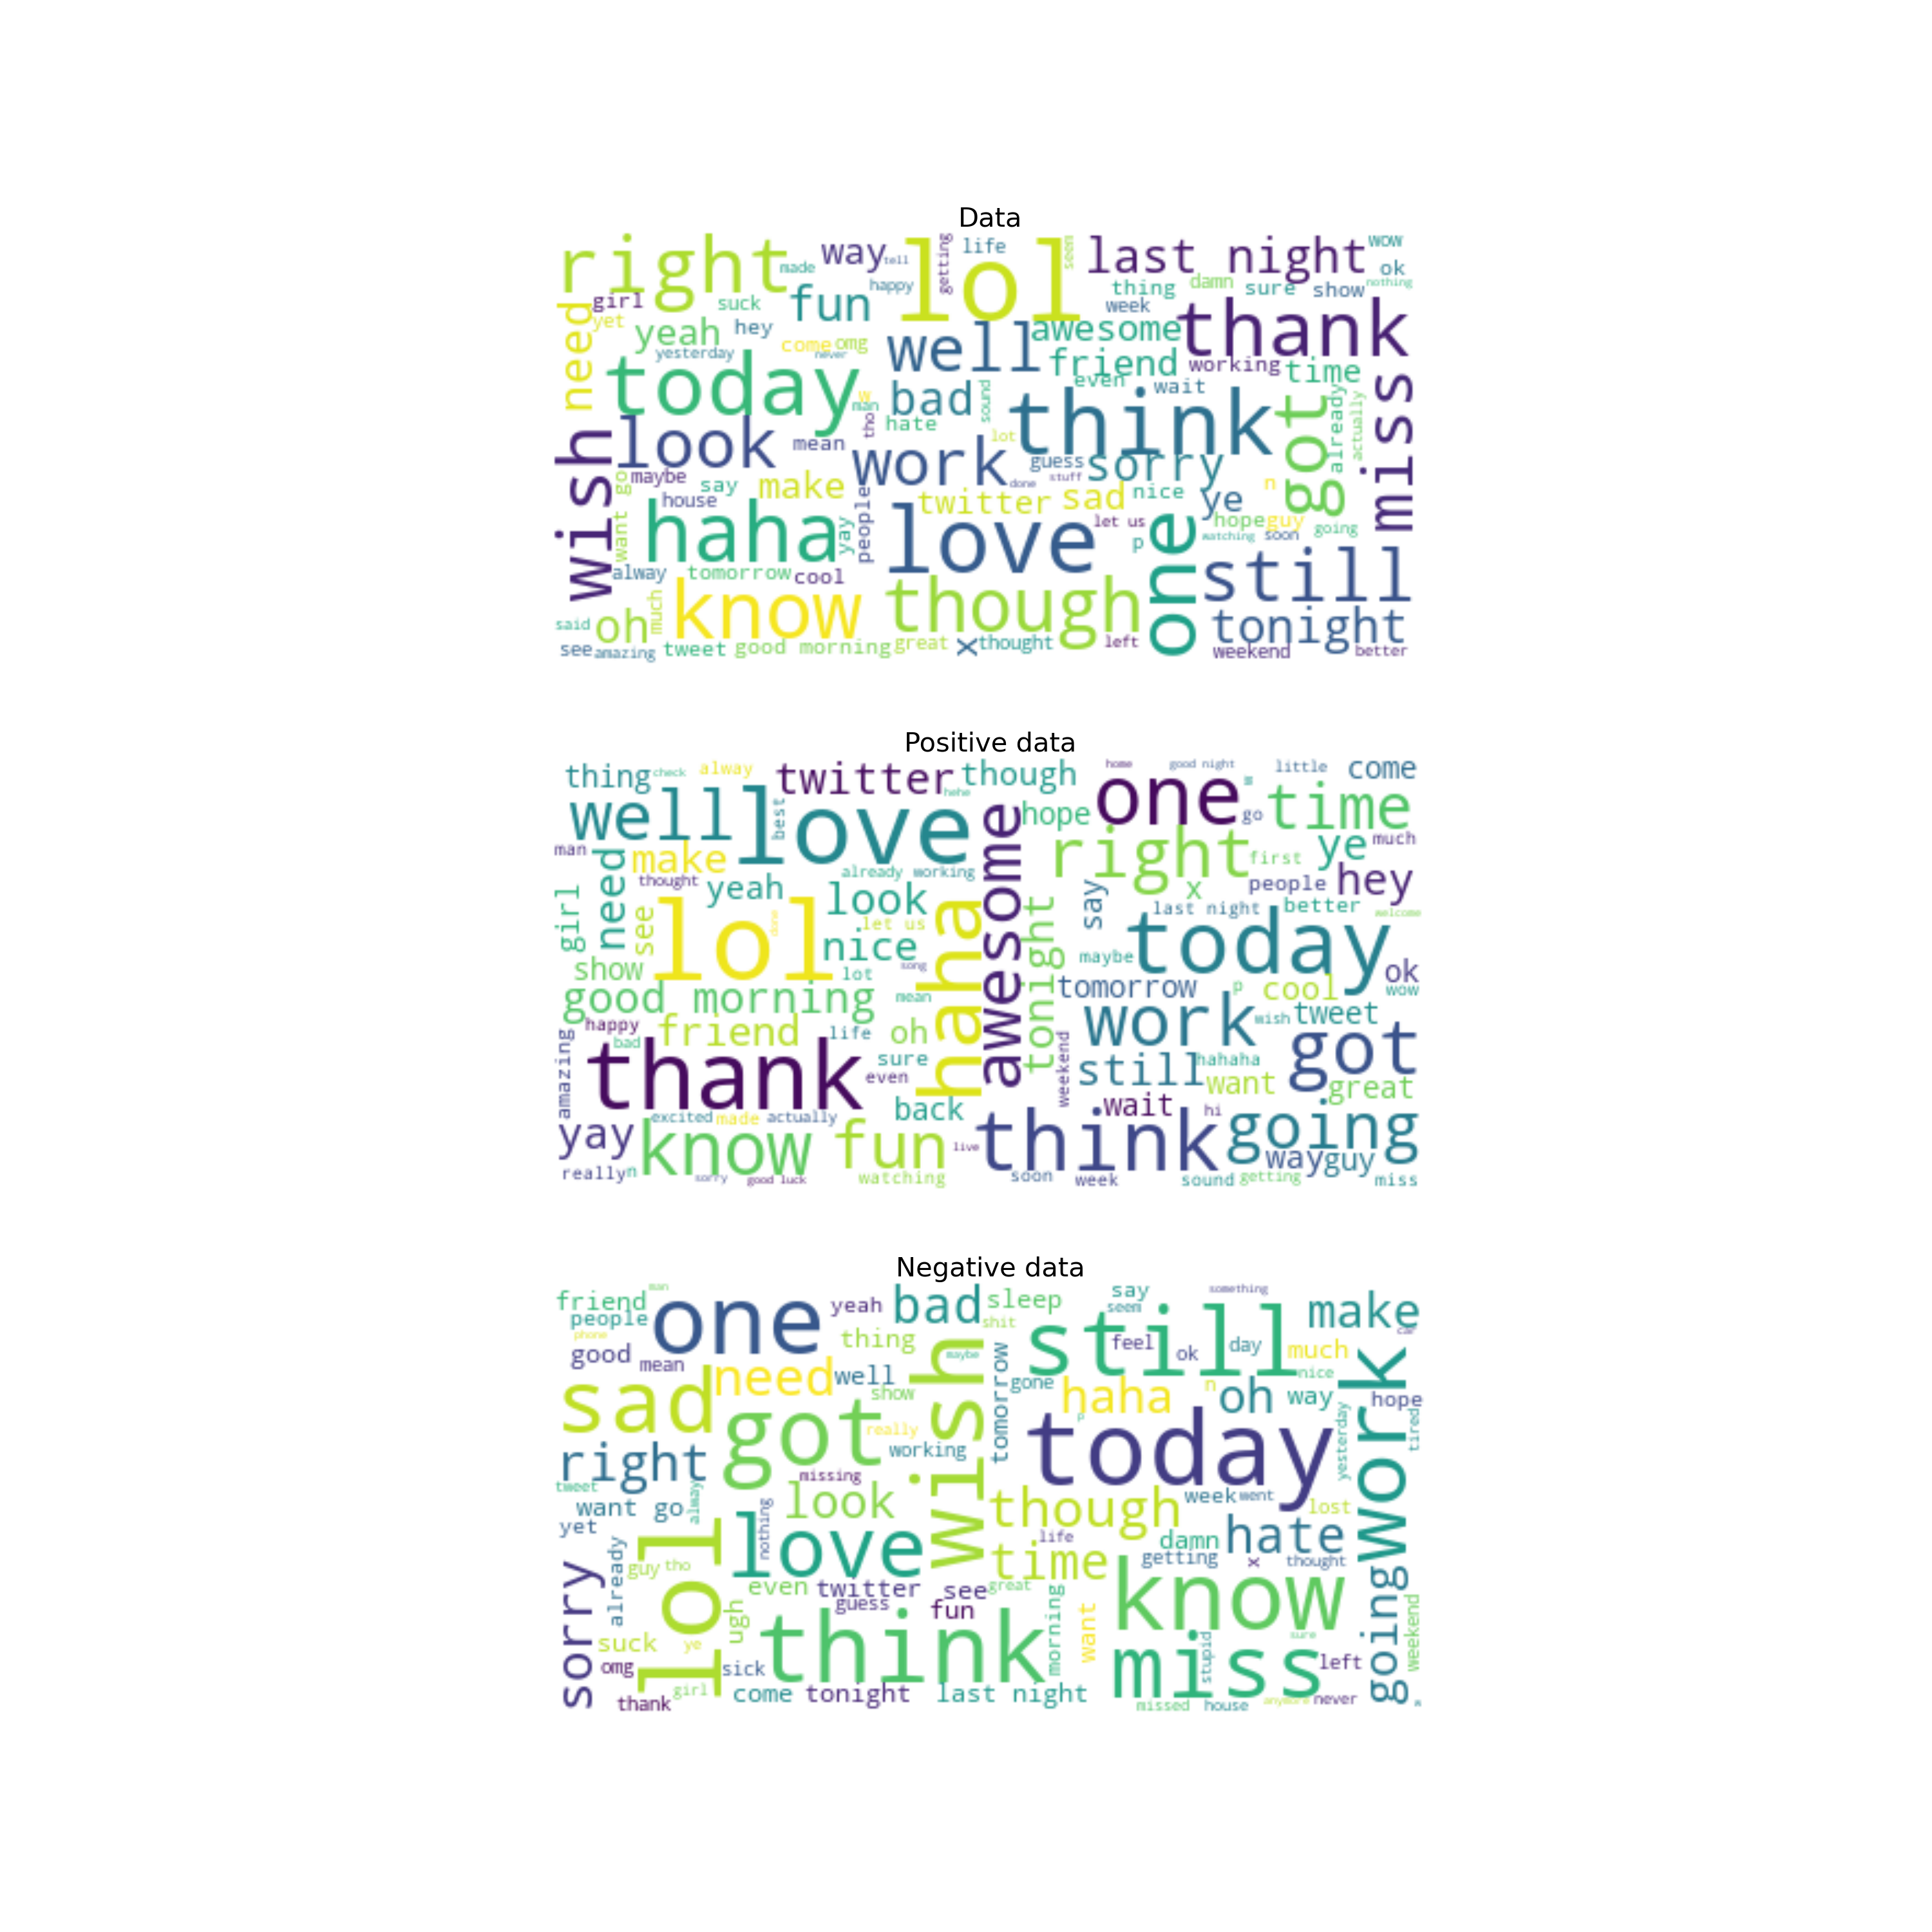 Data
right
made
way
tell
getting
lol
life
seen
last night
wow
ok
nothing
need
girl
yet
suck
fun
happy
thing
damn
sure
show
week
yeah
hey
come
omg
never
yesterday
well
awesome
thank
friend
working
time
today
w
man
bad
sound
even
wait
think
got
already
actually
miss
wish
look
mean
tho
hate
lot
work
guess
stuff
done
sorry
maybe
go
say
house
make
people
twitter
sad
nice
ye
n
want
haha
yay
love
let us
p
one
hope
guy
watching
soon
going
alway
tomorrow
cool
still
said
oh
much
know
though
tonight
see
amazing
tweet
good morning
great
x
thought
left
weekend
better
Positive data
thing
check
alway
twitter
though
hehe
home
good night
little
come
well
love
best
hope
one
go
time
man
need
make
thought
yeah
already
working
awesome
right
first
ye
much
people
hey
girl
see
lol
done
look
let us
nice
haha
tonight
say
x
last night
better
welcome
today
show
lot
song
maybe
ok
wow
good morning
mean
tomorrow
p
cool
amazing
happy
bad
friend
life
oh
work
wish
tweet
got
thank
sure
even
weekend
still
hahaha
want
great
excited
made
actually
back
wait
hi
yay
know
fun
live
think
going
way
guy
really
n
sorry
good luck
watching
soon
week
sound
getting
miss
Negative data
friend
man
people
phone
one
yeah
bad
sleep
shit
say
seem
something
still
make
car
good
mean
thing
maybe
feel
ok
day
much
nice
sad
need
well
show
wish
tomorrow
gone
haha
n
oh
way
work
hope
got
really
working
p
today
yesterday
tired
right
missing
tweet
want go
alway
look
though
week
went
lost
yet
nothing
love
life
time
damn
hate
getting
x
thought
sorry
already
guy
tho
lol
even
twitter
guess
see
great
fun
know
going
weekend
suck
ye
ugh
think
morning
want
miss
stupid
sure
left
omg
sick
thank
girl
come
tonight
last night
missed
house
anymore
never